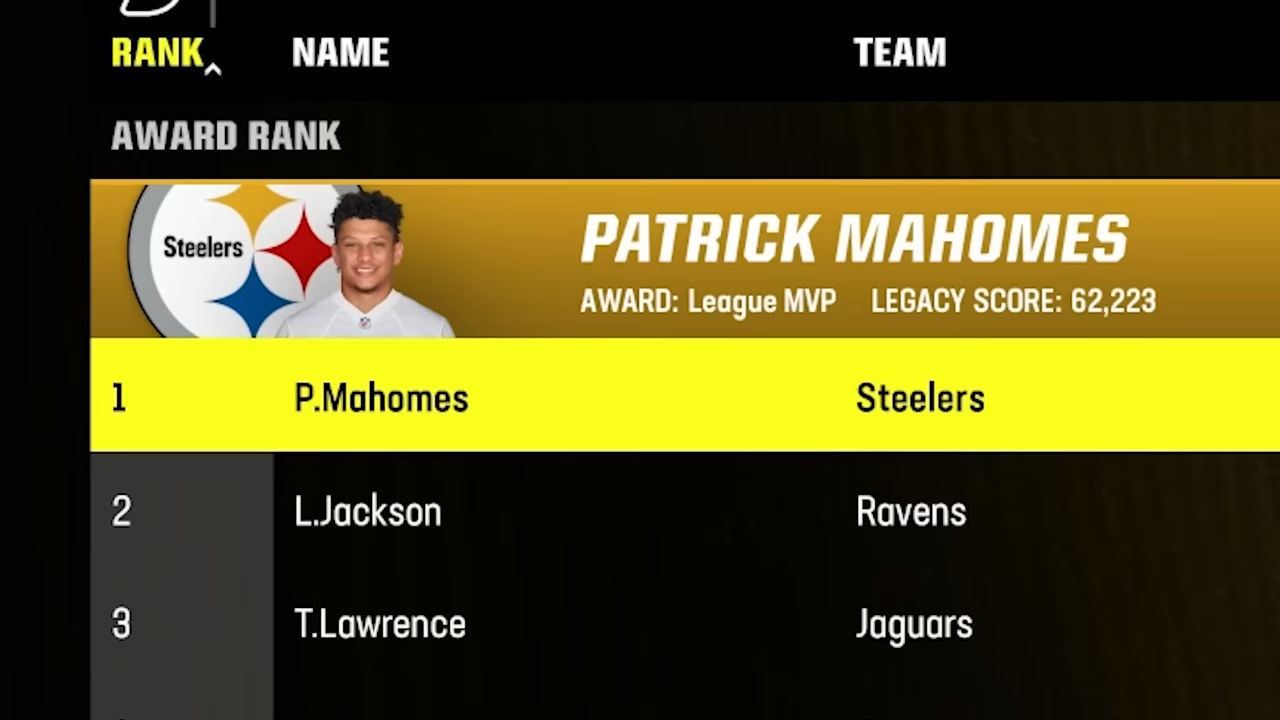 RANK NAME TEAM
AWARD RANK
Steelers
PATRICK MAHOMES
AWARD: League MVP LEGACY SCORE: 62,223
1 P.Mahomes Steelers
2 L.Jackson Ravens
3 T.Lawrence Jaguars